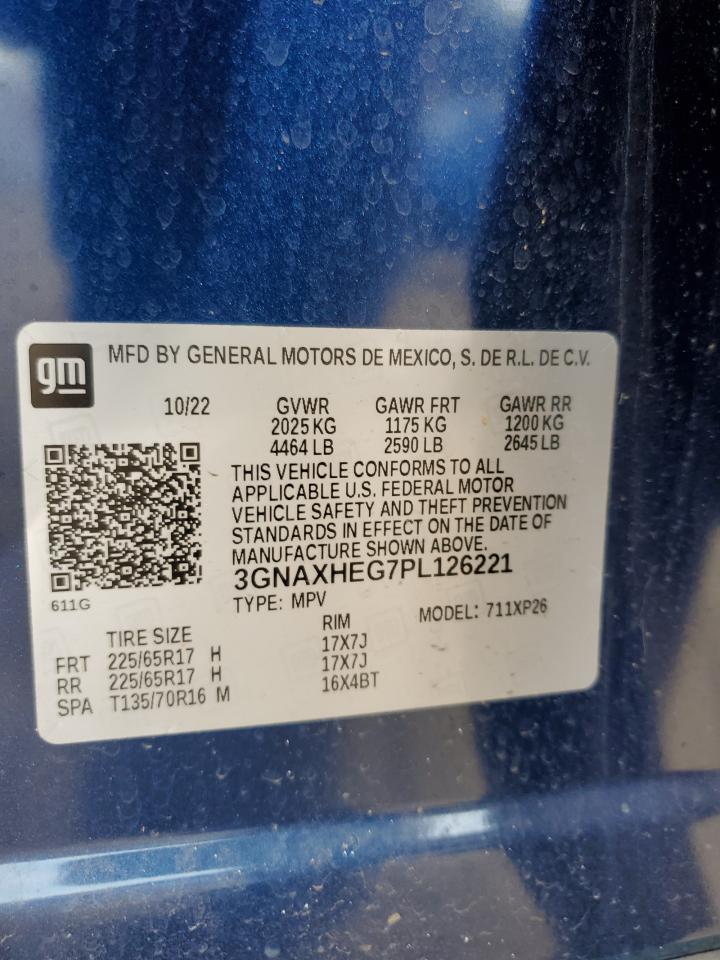 gm
MFD BY GENERAL MOTORS DE MEXICO, S. DE R.L. DE C.V.
10/22 GVWR GAWR FRT GAWR RR
2025 KG 1175 KG 1200 KG
4464 LB 2590 LB 2645 LB
THIS VEHICLE CONFORMS TO ALL
APPLICABLE U.S. FEDERAL MOTOR
VEHICLE SAFETY AND THEFT PREVENTION
STANDARDS IN EFFECT ON THE DATE OF
MANUFACTURE SHOWN ABOVE.
3GNAXHEG7PL126221
611G
TYPE: MPV MODEL: 711XP26
TIRE SIZE RIM
FRT 225/65R17 H 17X7J
RR 225/65R17 H 17X7J
SPA T135/70R16 M 16X4BT